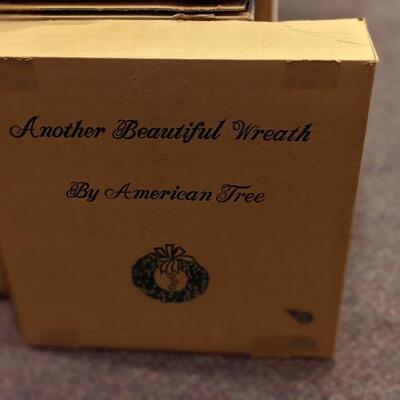 Another Beautiful Wreath
By American Tree